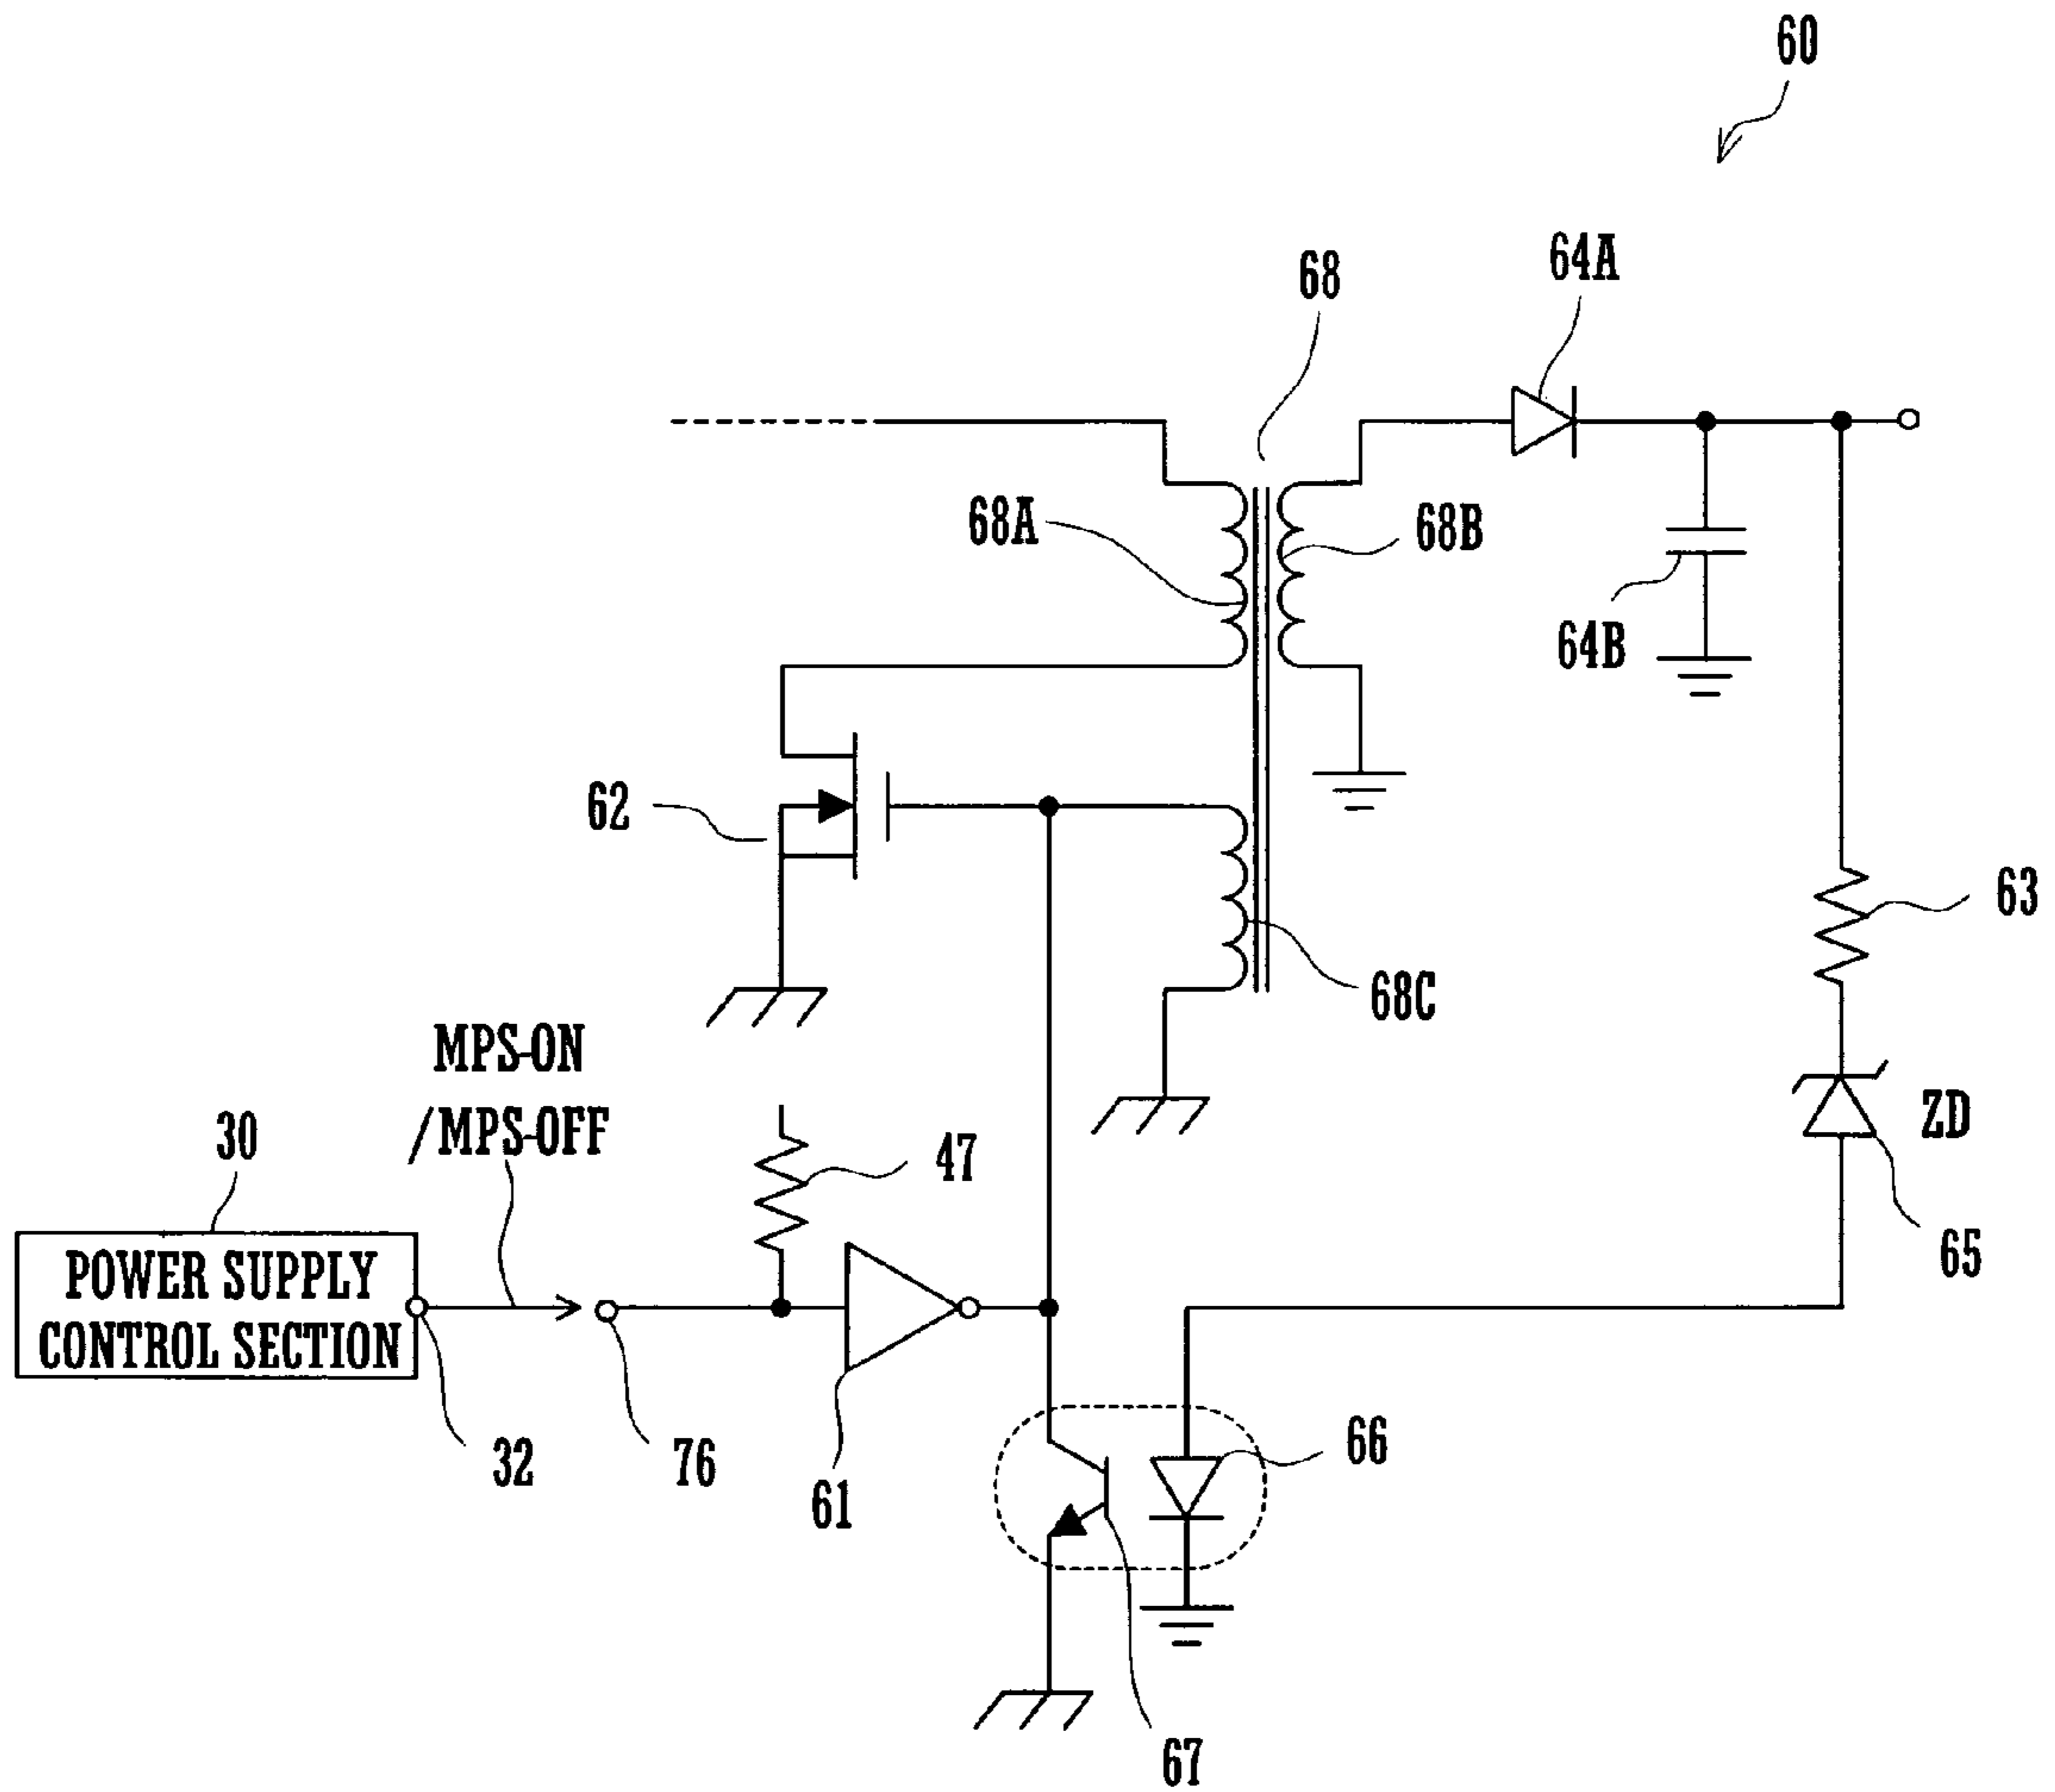 60
64A
68
68A
68B
64B
62
63
68C
MPS-ON
/MPS-OFF
ZD
30
47
65
POWER SUPPLY
CONTROL SECTION
66
32
76
61
67